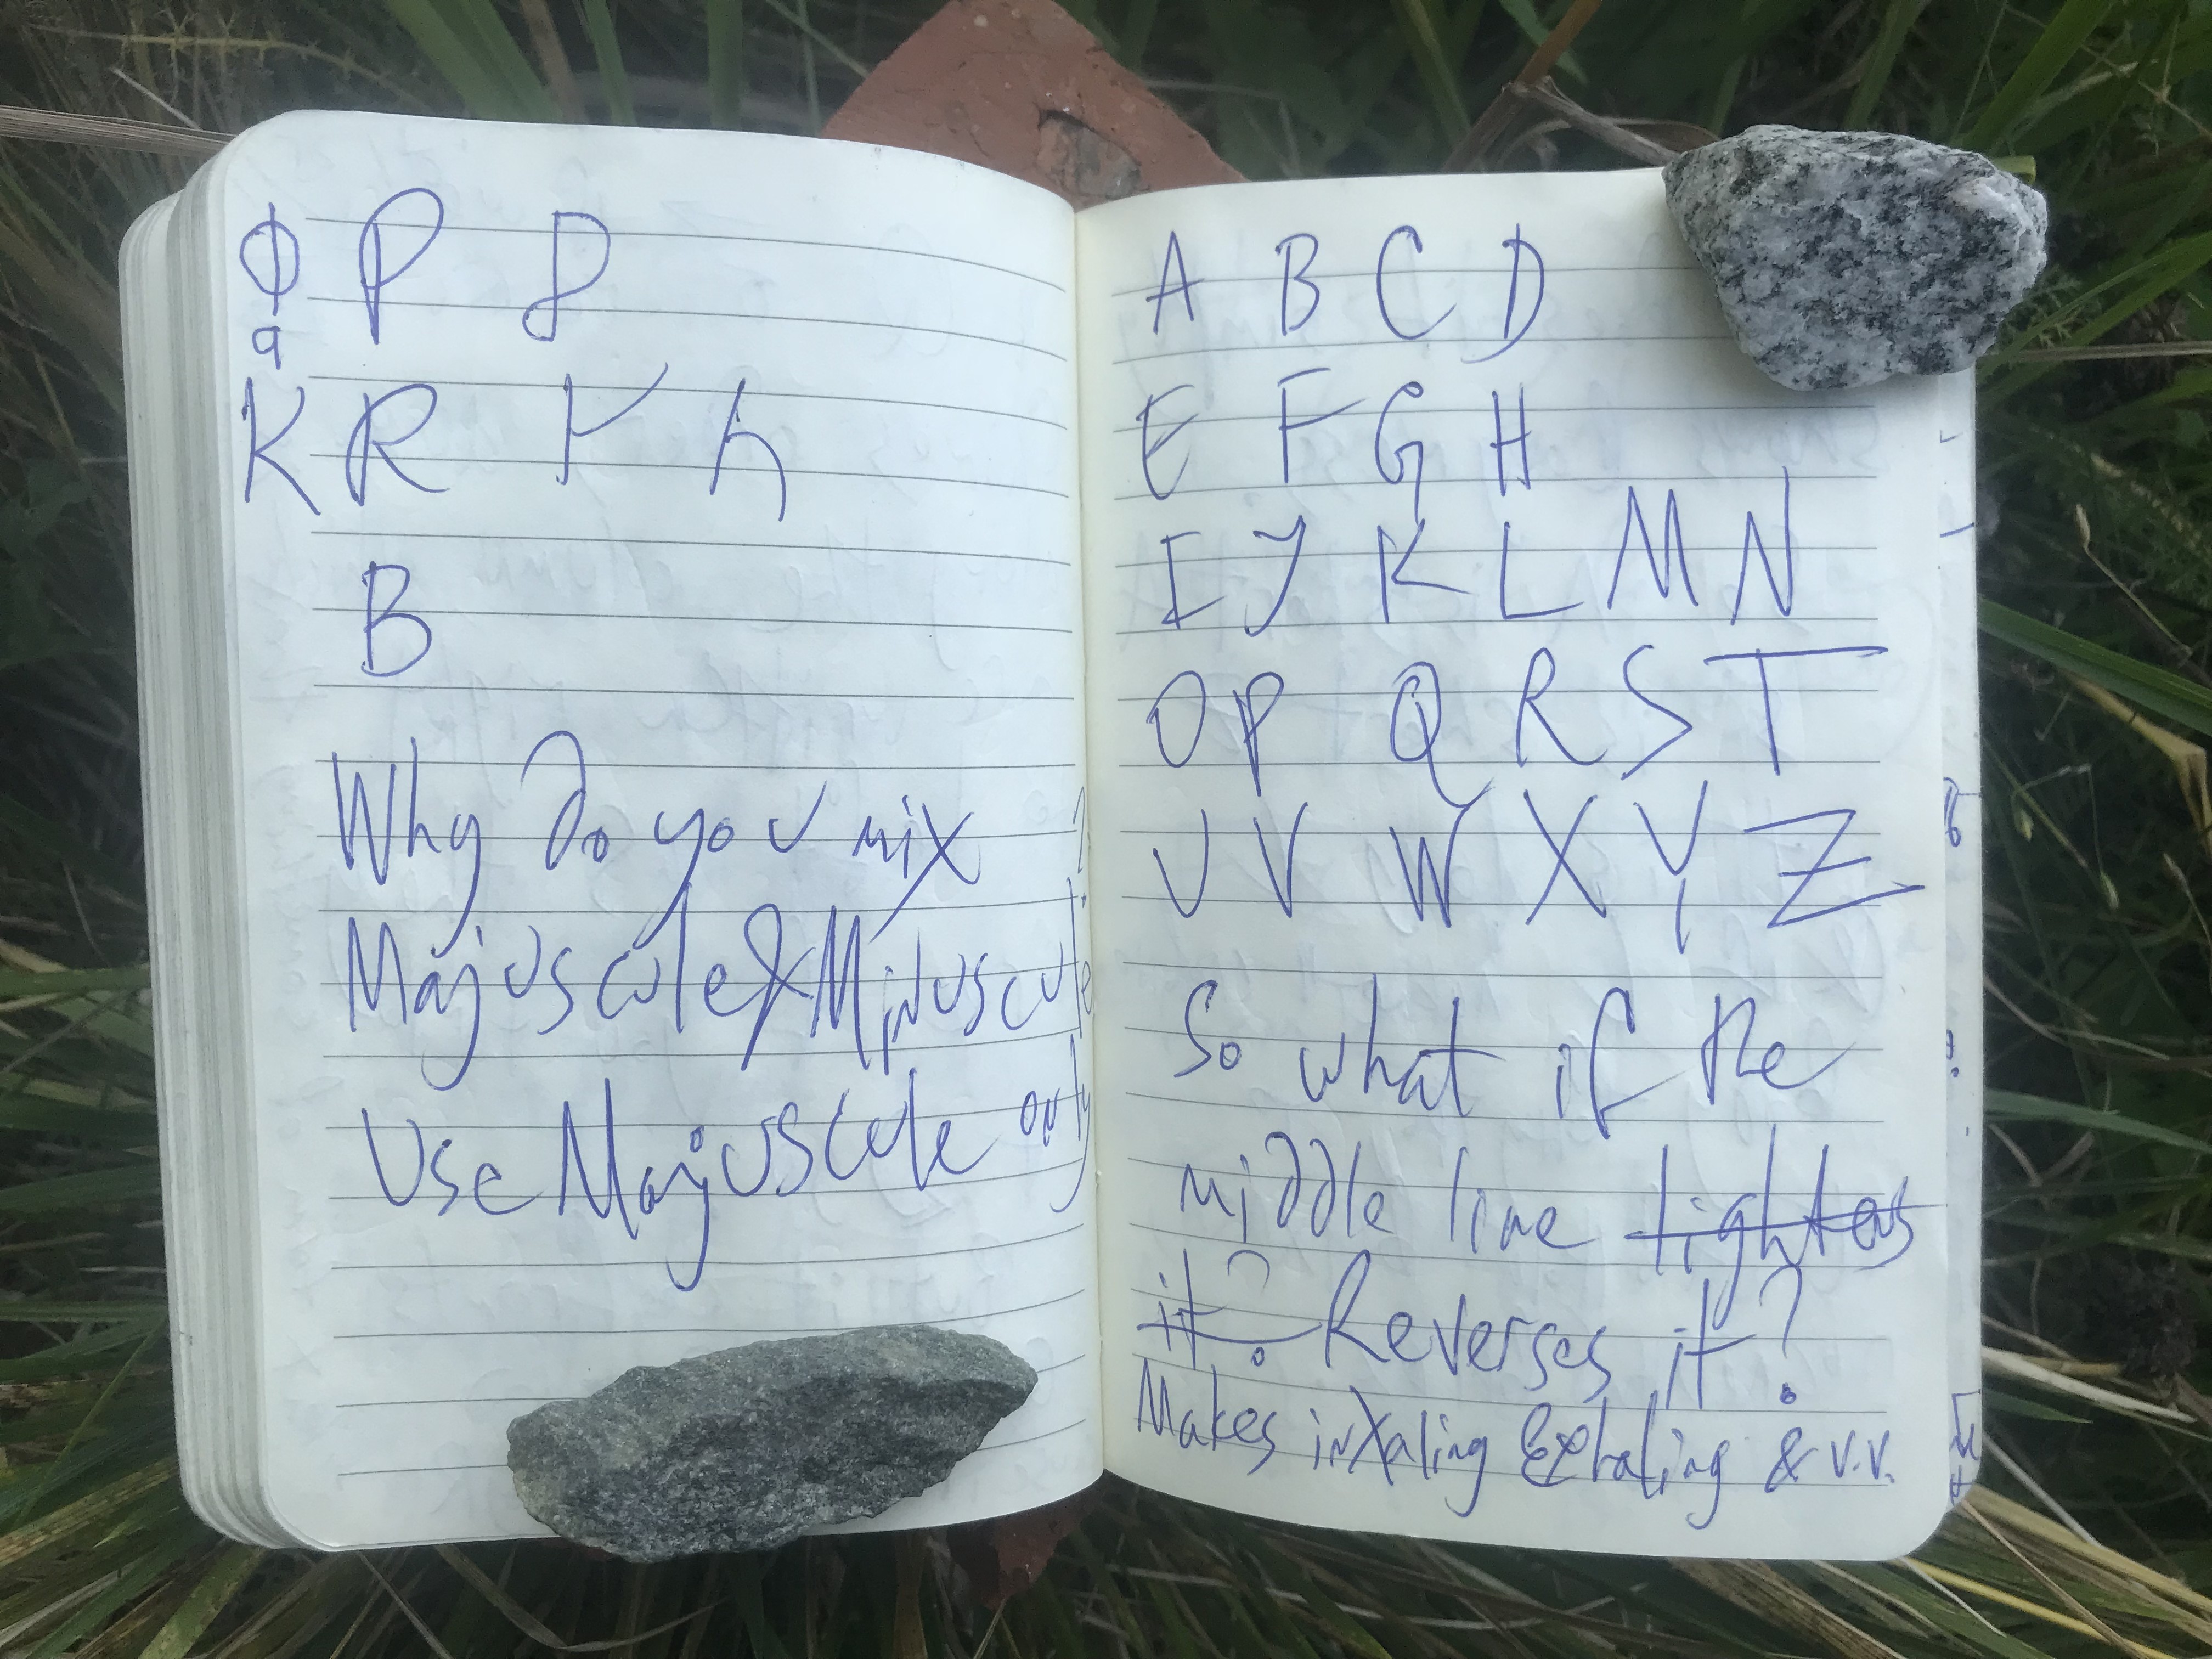 Φ P P
q
K R K h
B
Why Do you mix
Majuscule & Minuscule?
Use Majuscule only
A B C D
E F G H
I J K L M N
O P Q R S T
U V W X Y Z
So what if the
middle line tightens
it? Reverses it.
Makes inXaling Exhaling & v.v.